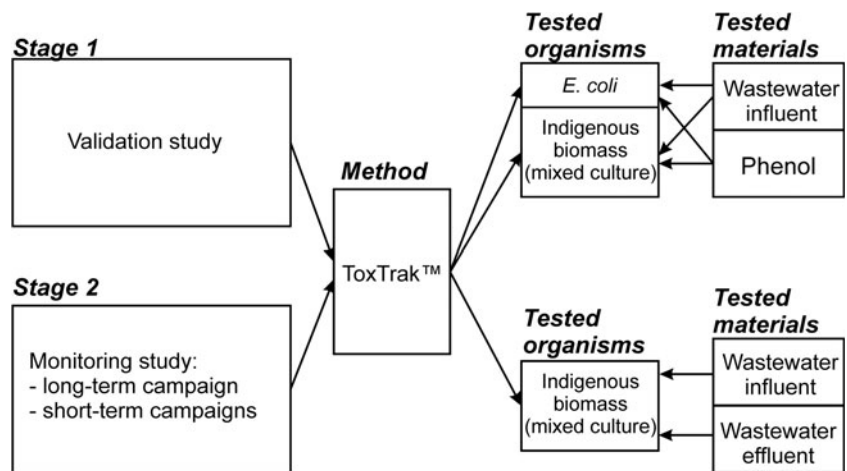 Stage 1
Validation study
Stage 2
Monitoring study:
- long-term campaign
- short-term campaigns
Method
ToxTrak™
Tested
organisms
E. coli
Indigenous
biomass
(mixed culture)
Tested
materials
Wastewater
influent
Phenol
Tested
organisms
Indigenous
biomass
(mixed culture)
Tested
materials
Wastewater
influent
Wastewater
effluent